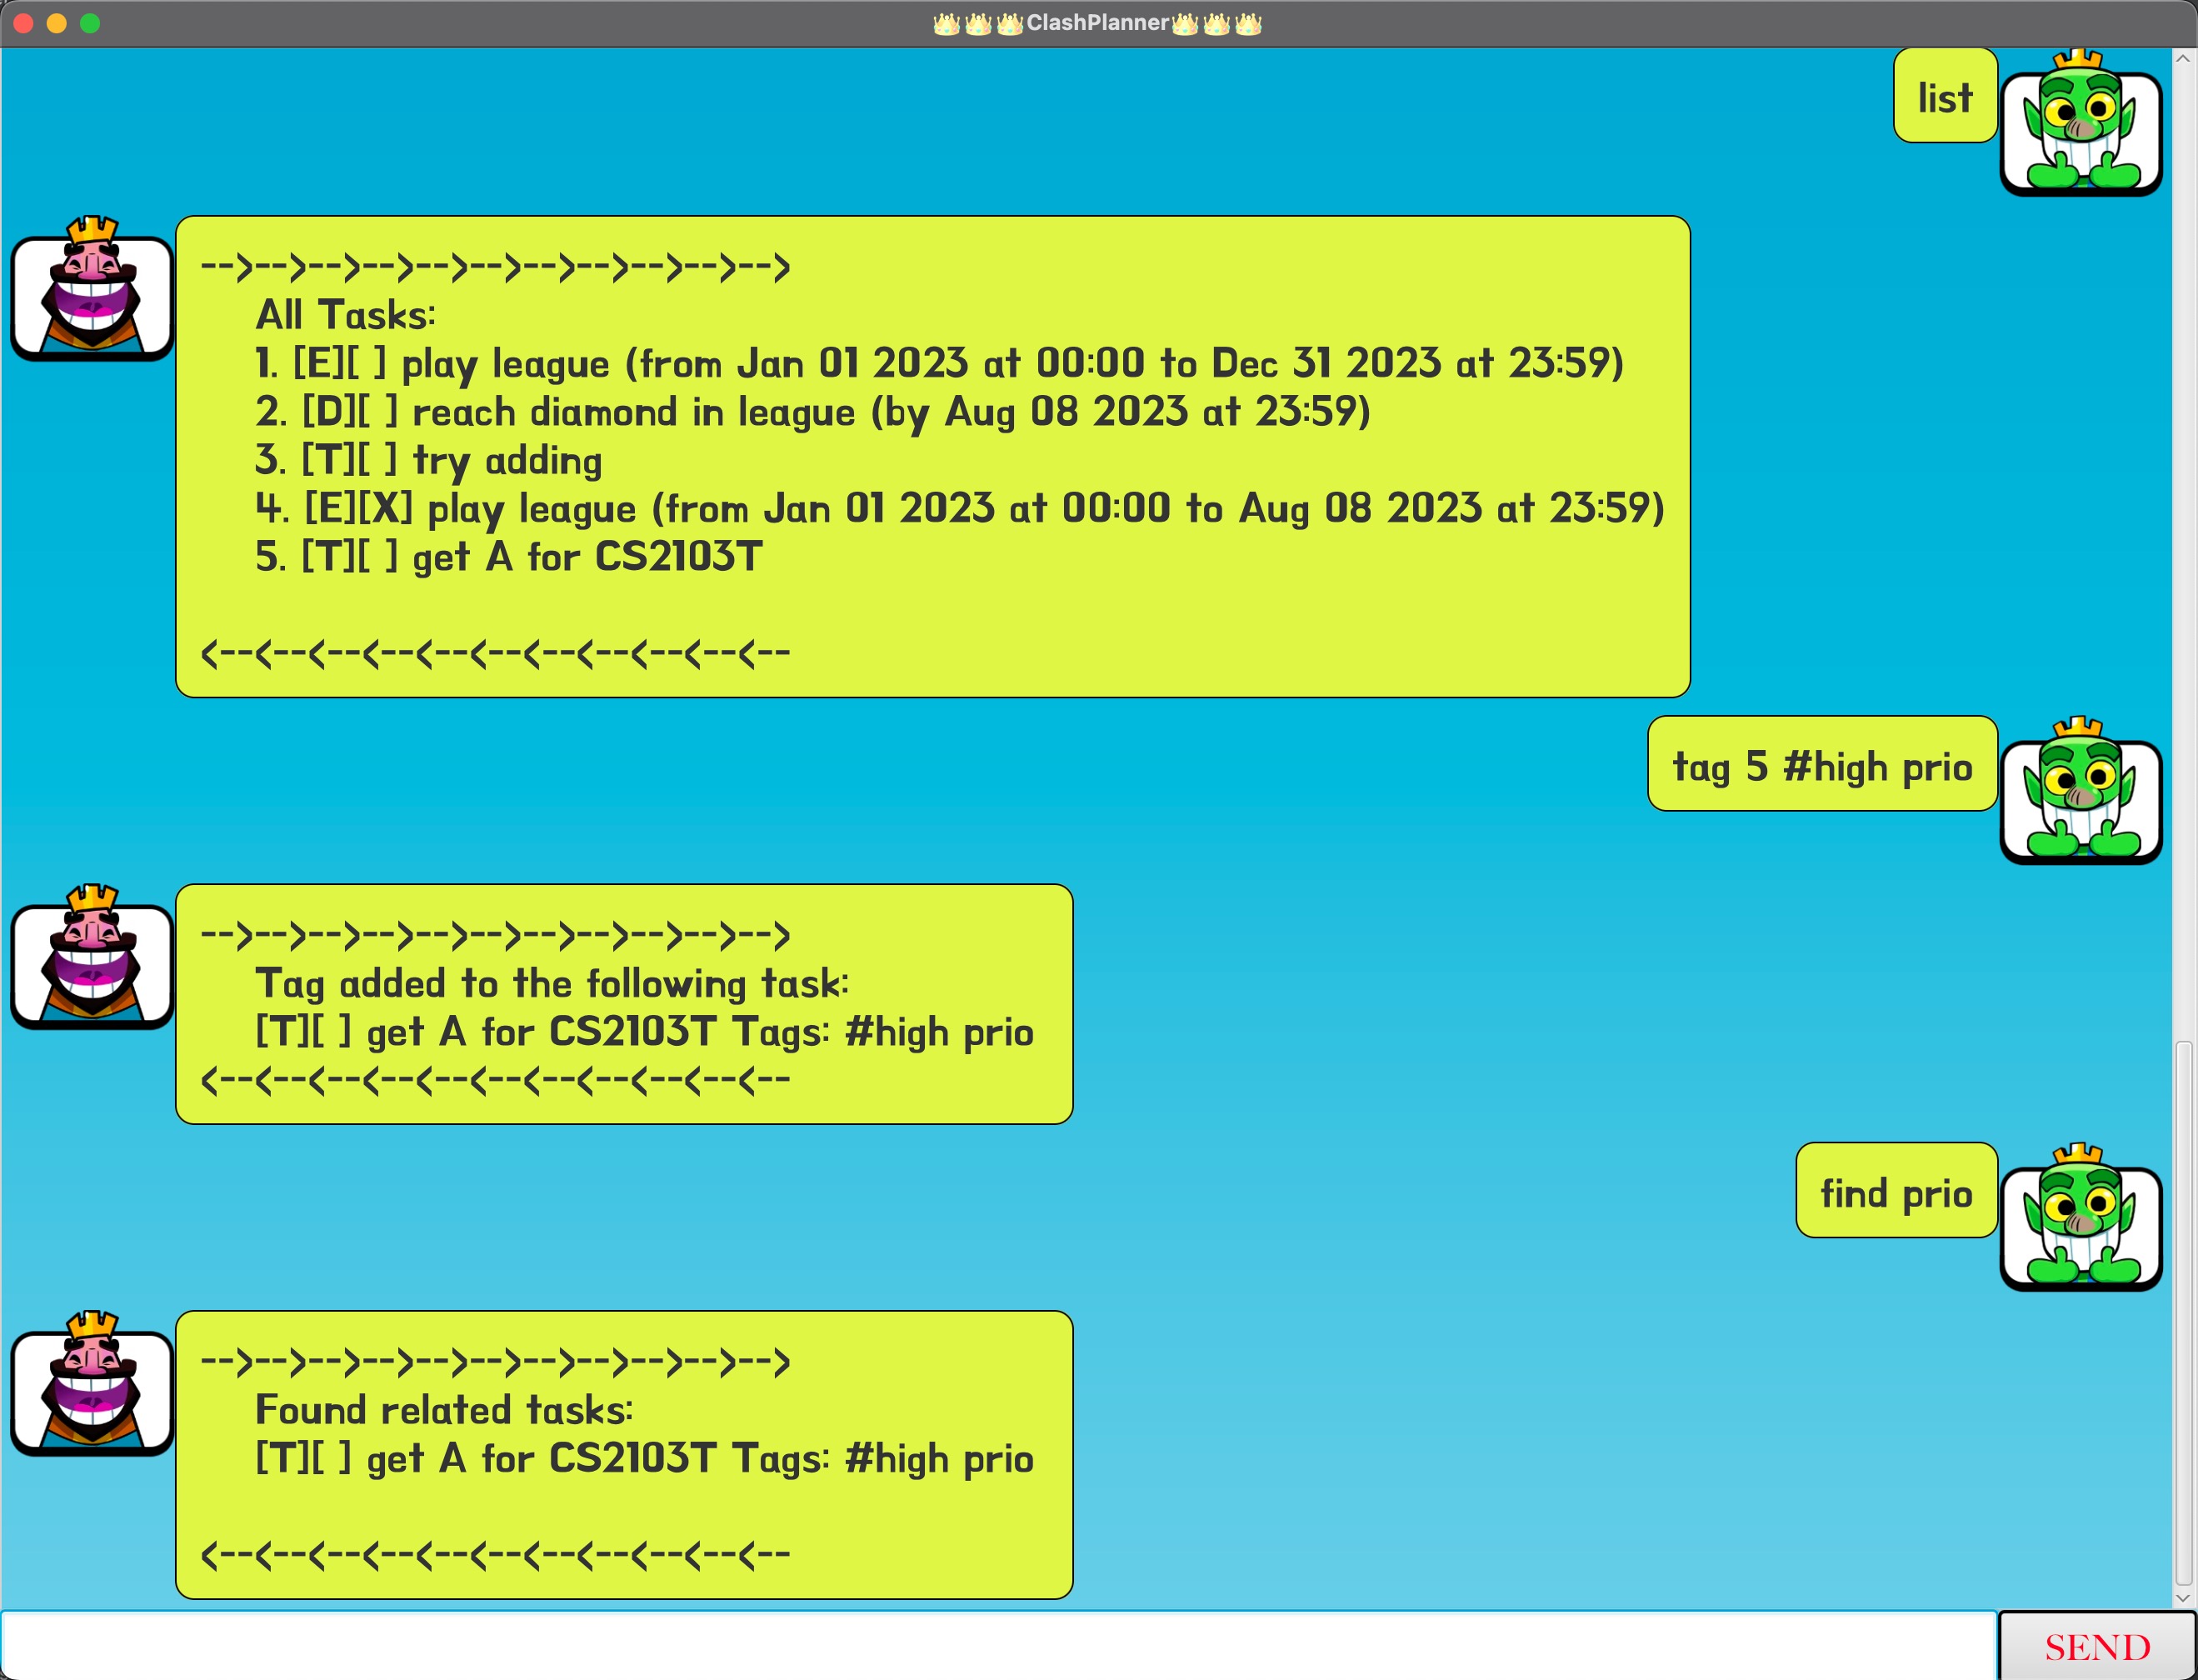 👑👑👑ClashPlanner👑👑👑
list
-->-->-->-->-->-->-->-->-->-->-->
All Tasks:
1. [E][ ] play league (from Jan 01 2023 at 00:00 to Dec 31 2023 at 23:59)
2. [D][ ] reach diamond in league (by Aug 08 2023 at 23:59)
3. [T][ ] try adding
4. [E][X] play league (from Jan 01 2023 at 00:00 to Aug 08 2023 at 23:59)
5. [T][ ] get A for CS2103T
<--<--<--<--<--<--<--<--<--<--<--
tag 5 #high prio
-->-->-->-->-->-->-->-->-->-->-->
Tag added to the following task:
[T][ ] get A for CS2103T Tags: #high prio
<--<--<--<--<--<--<--<--<--<--<--
find prio
-->-->-->-->-->-->-->-->-->-->-->
Found related tasks:
[T][ ] get A for CS2103T Tags: #high prio
<--<--<--<--<--<--<--<--<--<--<--
SEND